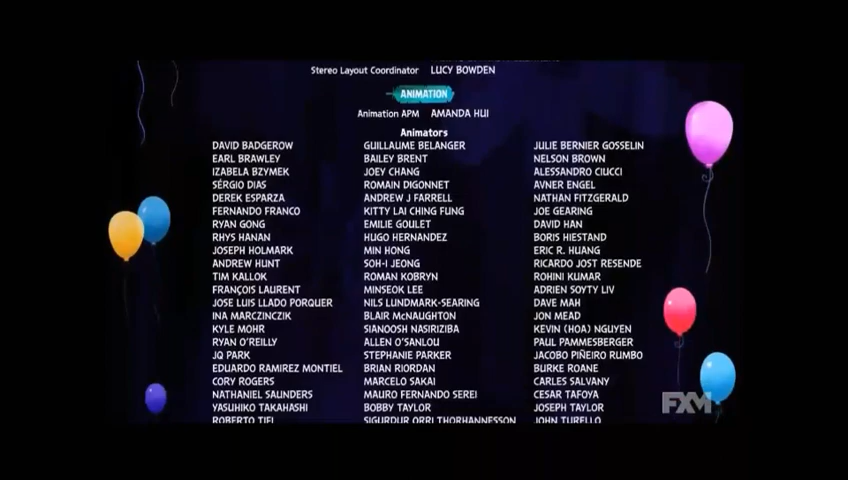 Stereo Layout Coordinator LUCY BOWDEN
ANIMATION
Animation APM AMANDA HUI
Animators
DAVID BADGEROW GUILLAUME BELANGER JULIE BERNIER GOSSELIN
EARL BRAWLEY BAILEY BRENT NELSON BROWN
IZABELA BZYMEK JOEY CHANG ALESSANDRO CIUCCI
SÉRGIO DIAS ROMAIN DIGONNET AVNER ENGEL
DEREK ESPARZA ANDREW J FARRELL NATHAN FITZGERALD
FERNANDO FRANCO KITTY LAI CHING FUNG JOE GEARING
RYAN GONG EMILIE GOULET DAVID HAN
RHYS HANAN HUGO HERNANDEZ BORIS HIESTAND
JOSEPH HOLMARK MIN HONG ERIC R. HUANG
ANDREW HUNT SOH-I JEONG RICARDO JOST RESENDE
TIM KALLOK ROMAN KOBRYN ROHINI KUMAR
FRANÇOIS LAURENT MINSEOK LEE ADRIEN SOYTY LIV
JOSE LUIS LLADO PORQUER NILS LUNDMARK-SEARING DAVE MAH
INA MARCZINCZIK BLAIR McNAUGHTON JON MEAD
KYLE MOHR SIANOOSH NASIRIZIBA KEVIN (HOA) NGUYEN
RYAN O'REILLY ALLEN O'SANLOU PAUL PAMMESBERGER
JQ PARK STEPHANIE PARKER JACOBO PIÑEIRO RUMBO
EDUARDO RAMIREZ MONTIEL BRIAN RIORDAN BURKE ROANE
CORY ROGERS MARCELO SAKAI CARLES SALVANY
NATHANIEL SAUNDERS MAURO FERNANDO SEREI CESAR TAFOYA
YASUHIKO TAKAHASHI BOBBY TAYLOR JOSEPH TAYLOR
ROBERTO SIGURDUR ORRI THORHANNESSON JOHN TURELLO
FXM